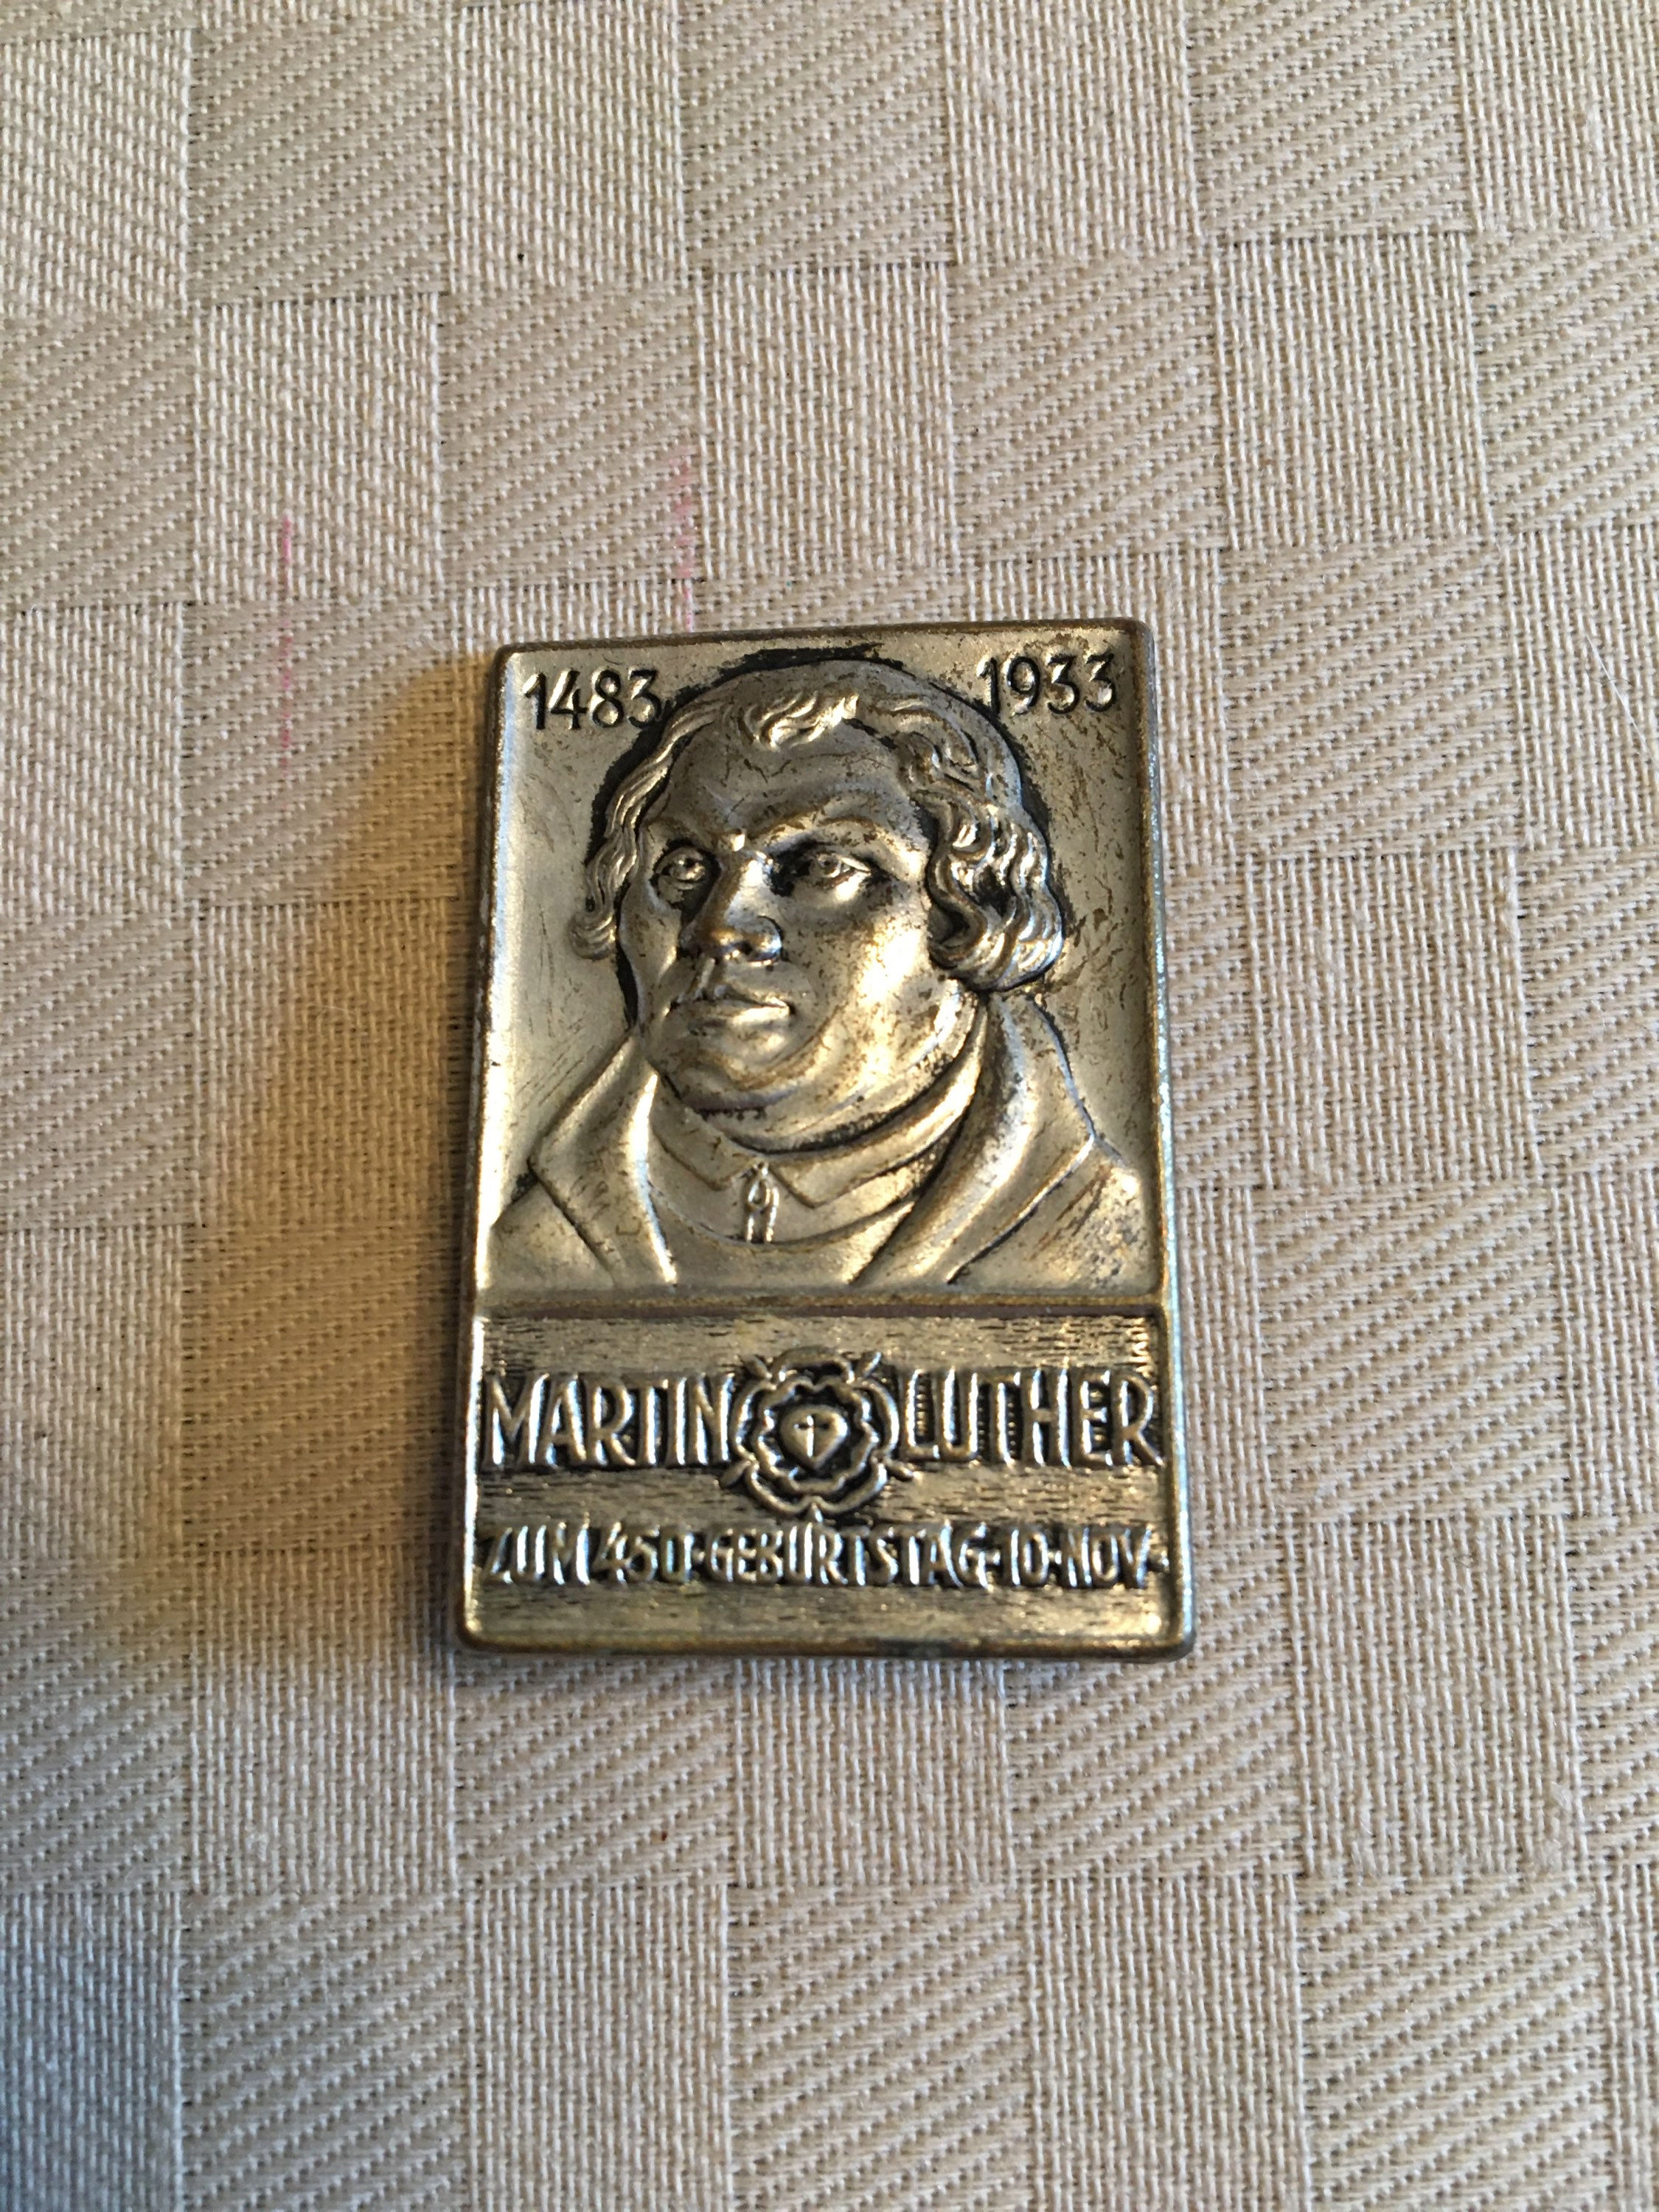 1483 1933
MARTIN LUTHER
ZUM 450·GEBURTSTAG·10·NOV·